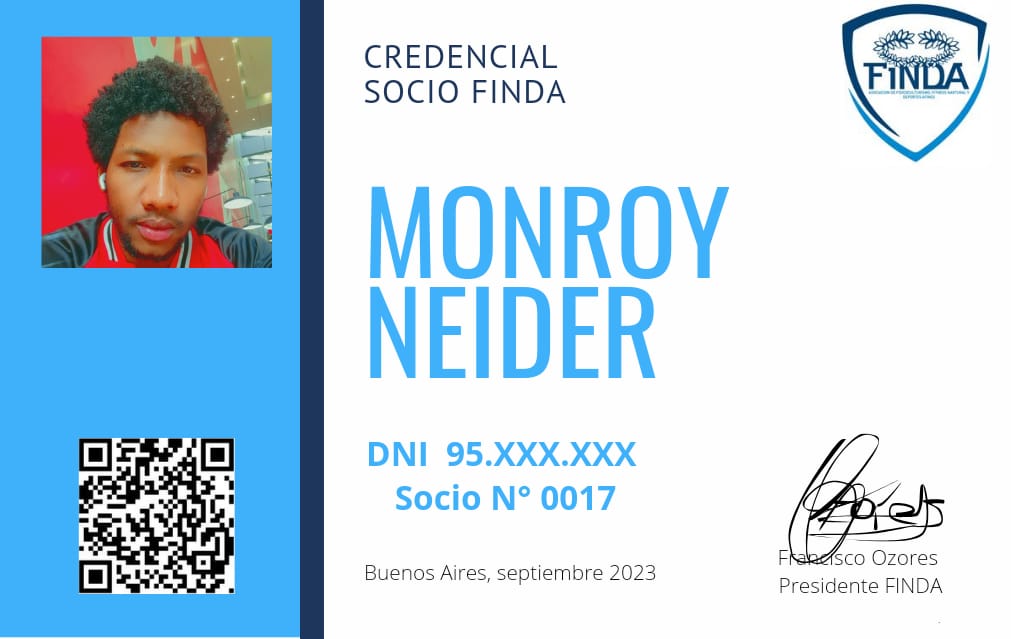 CREDENCIAL
SOCIO FINDA
FINDA
MONROY
NEIDER
DNI 95.XXX.XXX
Socio N° 0017
Buenos Aires, septiembre 2023
Francisco Ozores
Presidente FINDA